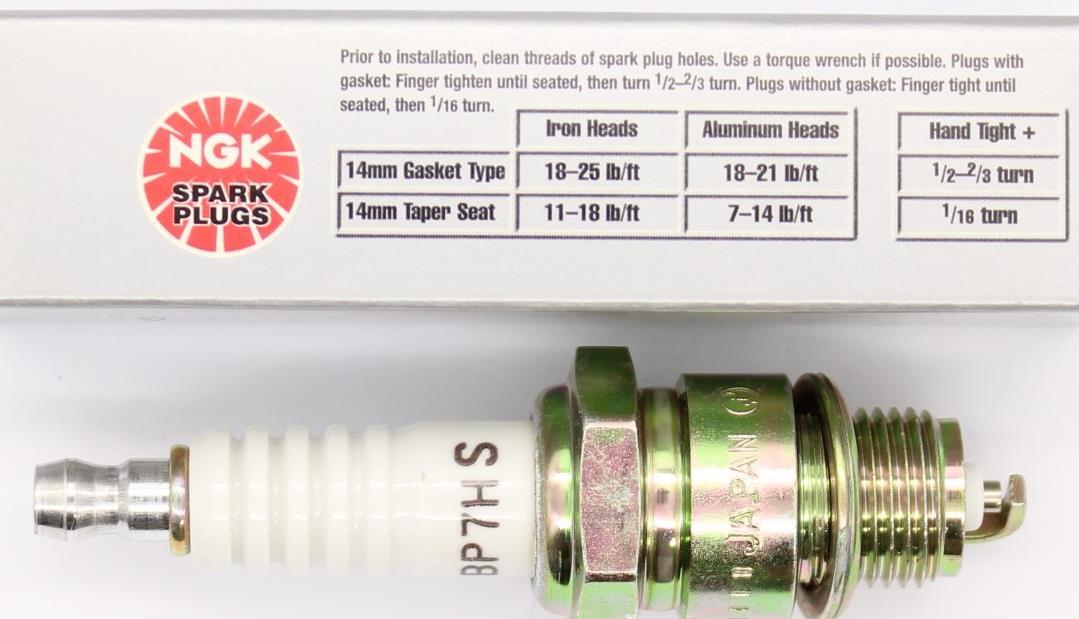 Prior to installation, clean threads of spark plug holes. Use a torque wrench if possible. Plugs with
gasket: Finger tighten until seated, then turn 1/2–2/3 turn. Plugs without gasket: Finger tight until
seated, then 1/16 turn.
NGK
SPARK
PLUGS
Iron Heads Aluminum Heads Hand Tight +
14mm Gasket Type 18–25 lb/ft 18–21 lb/ft 1/2–2/3 turn
14mm Taper Seat 11–18 lb/ft 7–14 lb/ft 1/16 turn
BP7HS
JAPAN